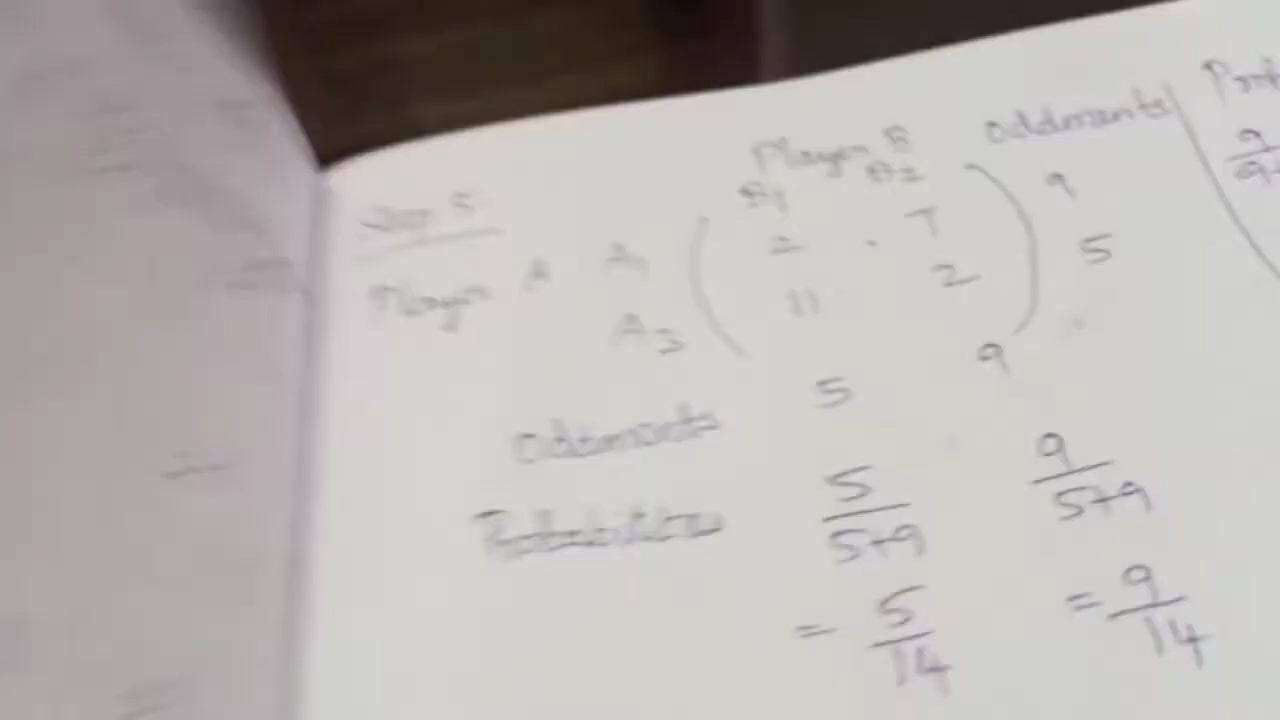 Player B Oddments
B1 B2
Step 5
Player A A1 2 7 9
A3 11 2 5
Oddments 5 9
Probabilities 5/5+9 9/5+9
= 5/14 = 9/14